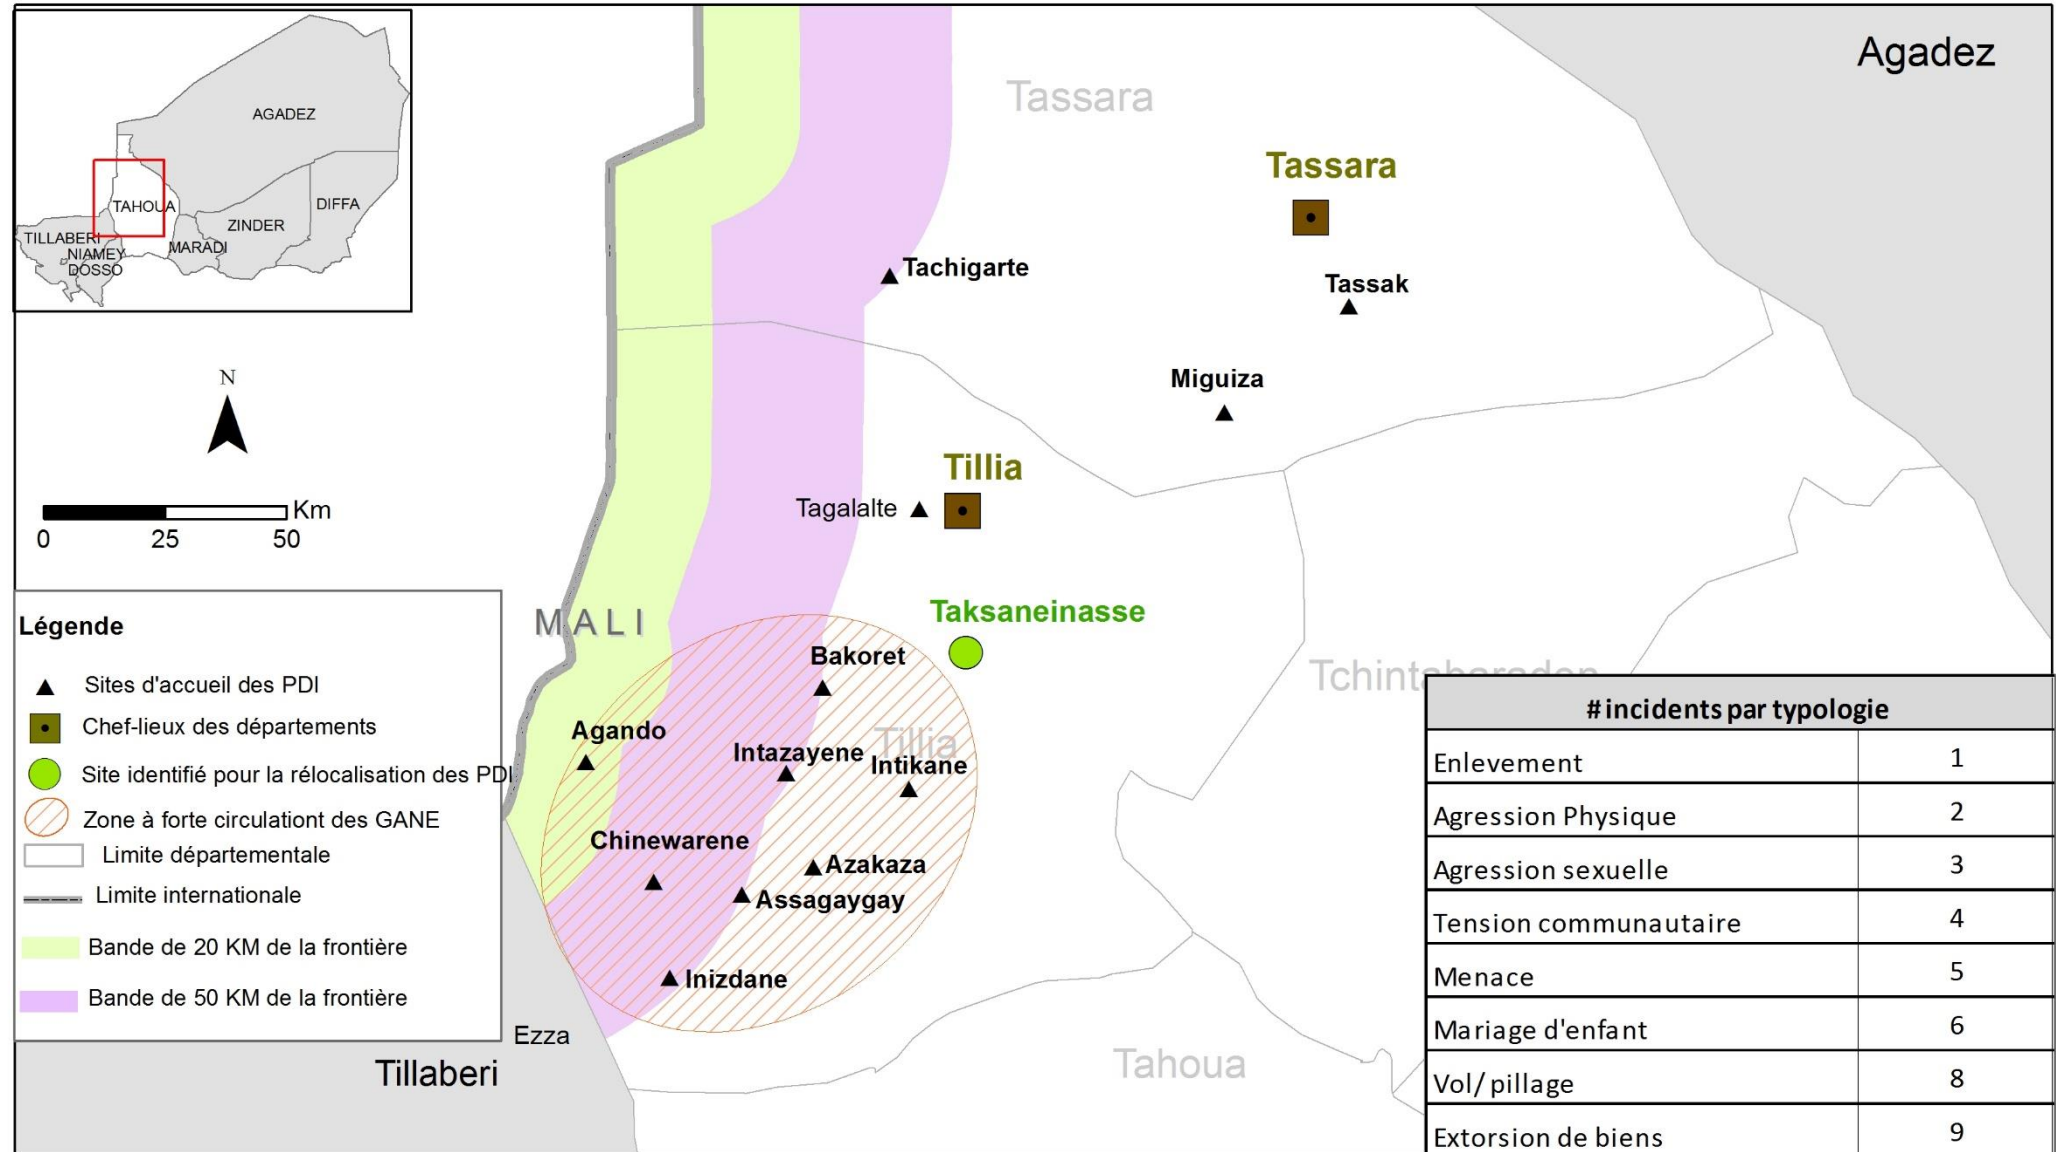 Agadez
Tassara
AGADEZ
Tassara
TAHOUA
DIFFA
ZINDER
TILLABERI
MARADI
NIAMEY
DOSSO
Tachigarte
Tassak
N
Miguiza
Tillia
Km
Tagalalte
0 25 50
Légende
MALI
Taksaneinasse
Bakoret
Tchintabaraden
Sites d'accueil des PDI
Chef-lieux des départements
Site identifié pour la rélocalisation des PDI
Zone à forte circulationt des GANE
Limite départementale
Limite internationale
Bande de 20 KM de la frontière
Bande de 50 KM de la frontière
Agando
Tillia
Intazayene
Intikane
Chinewarene
Azakaza
Assagaygay
Inizdane
Ezza
Tillaberi
Tahoua
# incidents par typologie
Enlevement 1
Agression Physique 2
Agression sexuelle 3
Tension communautaire 4
Menace 5
Mariage d'enfant 6
Vol/ pillage 8
Extorsion de biens 9